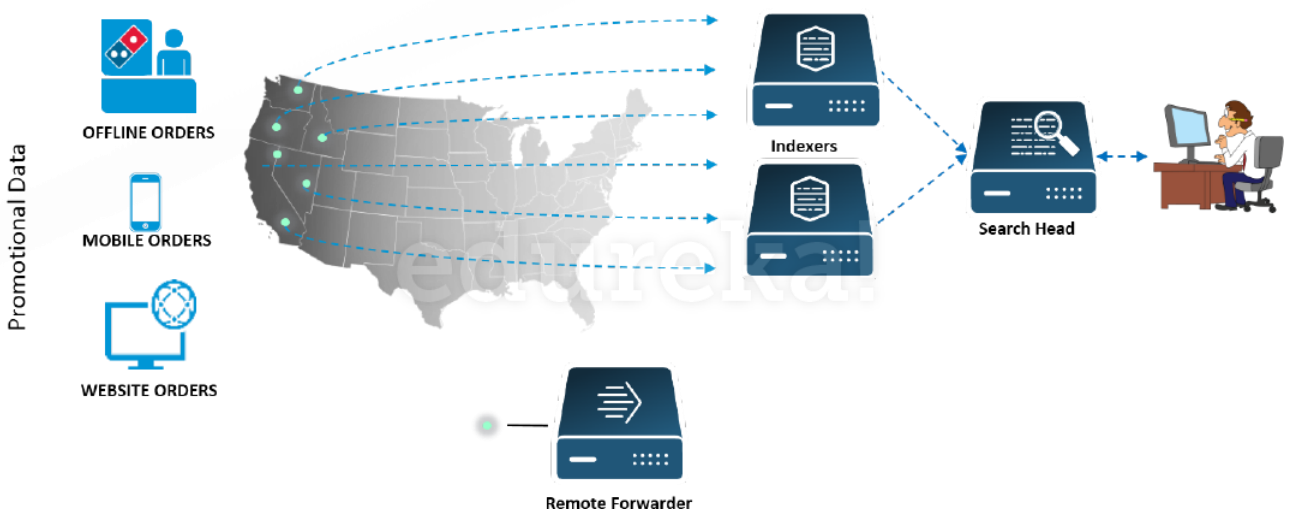 Promotional Data
OFFLINE ORDERS
MOBILE ORDERS
WEBSITE ORDERS
Indexers
Search Head
edureka!
Remote Forwarder